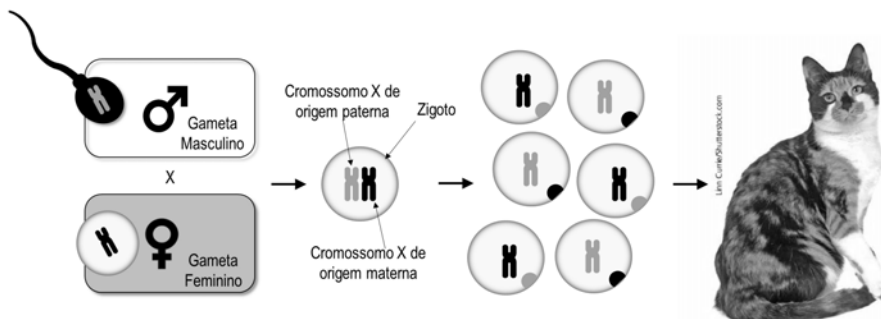 Gameta
Masculino
X
Gameta
Feminino
Cromossomo X de
origem paterna
Zigoto
Cromossomo X de
origem materna
Linn Currie/Shutterstock.com